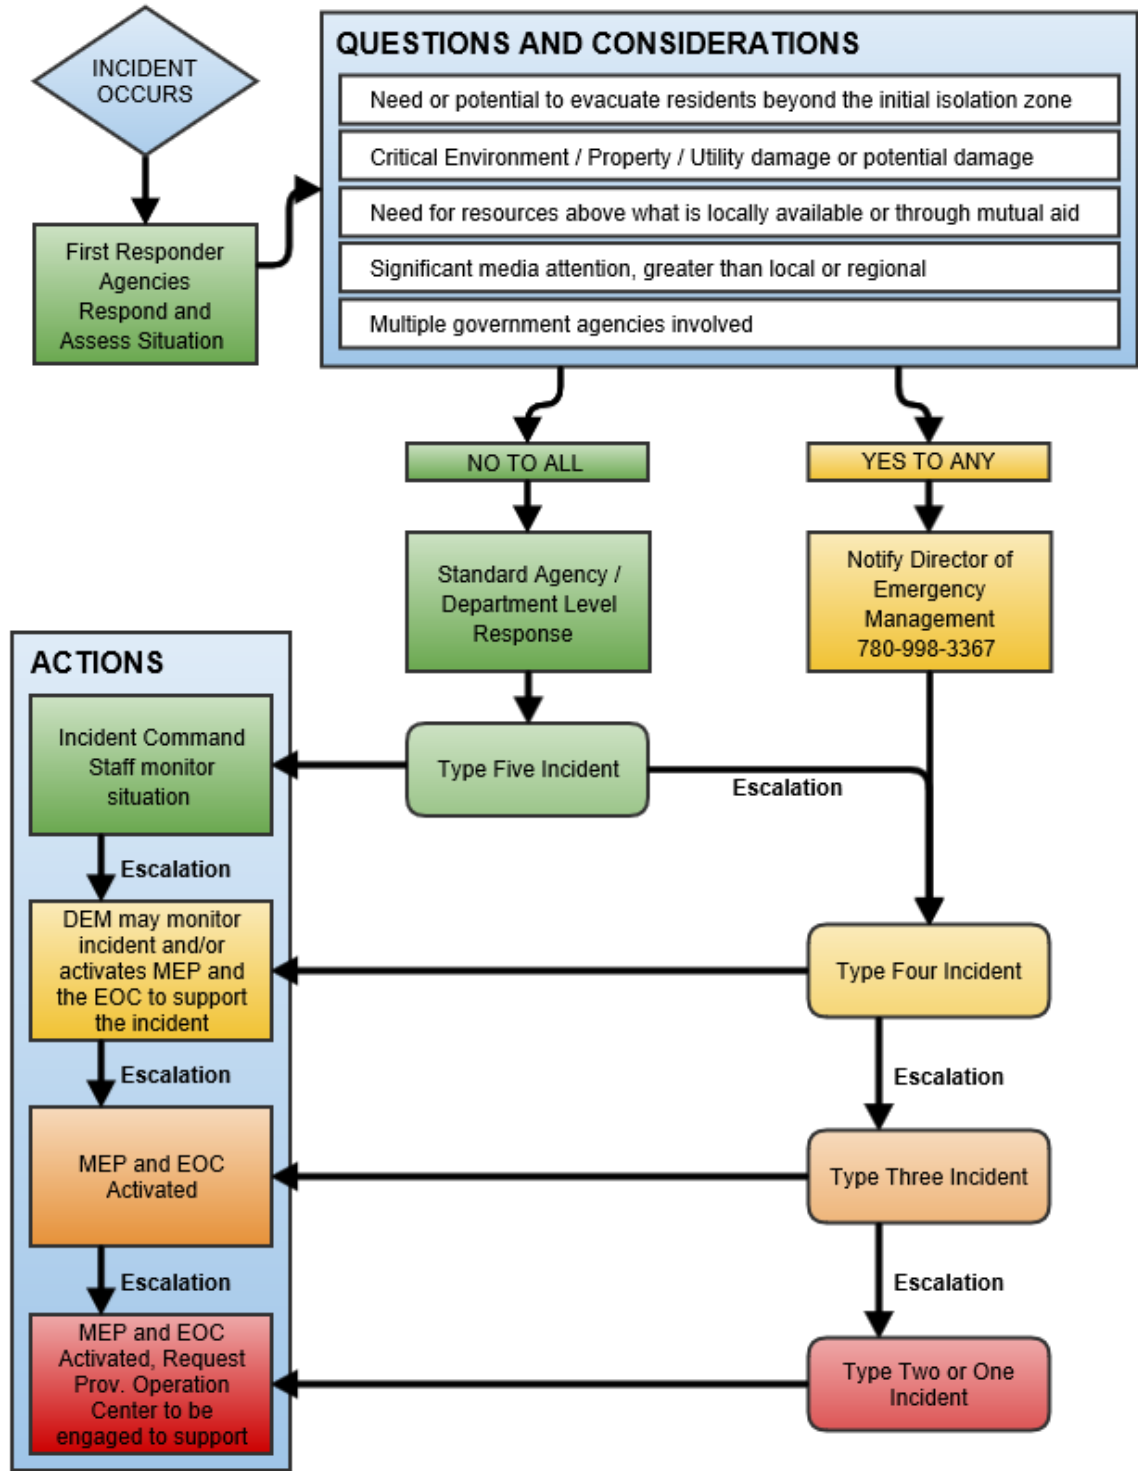 INCIDENT
OCCURS
First Responder
Agencies
Respond and
Assess Situation
QUESTIONS AND CONSIDERATIONS
Need or potential to evacuate residents beyond the initial isolation zone
Critical Environment / Property / Utility damage or potential damage
Need for resources above what is locally available or through mutual aid
Significant media attention, greater than local or regional
Multiple government agencies involved
NO TO ALL
YES TO ANY
Standard Agency /
Department Level
Response
Notify Director of
Emergency
Management
780-998-3367
ACTIONS
Incident Command
Staff monitor
situation
Type Five Incident
Escalation
Escalation
DEM may monitor
incident and/or
activates MEP and
the EOC to support
the incident
Type Four Incident
Escalation
Escalation
MEP and EOC
Activated
Type Three Incident
Escalation
Escalation
MEP and EOC
Activated, Request
Prov. Operation
Center to be
engaged to support
Type Two or One
Incident